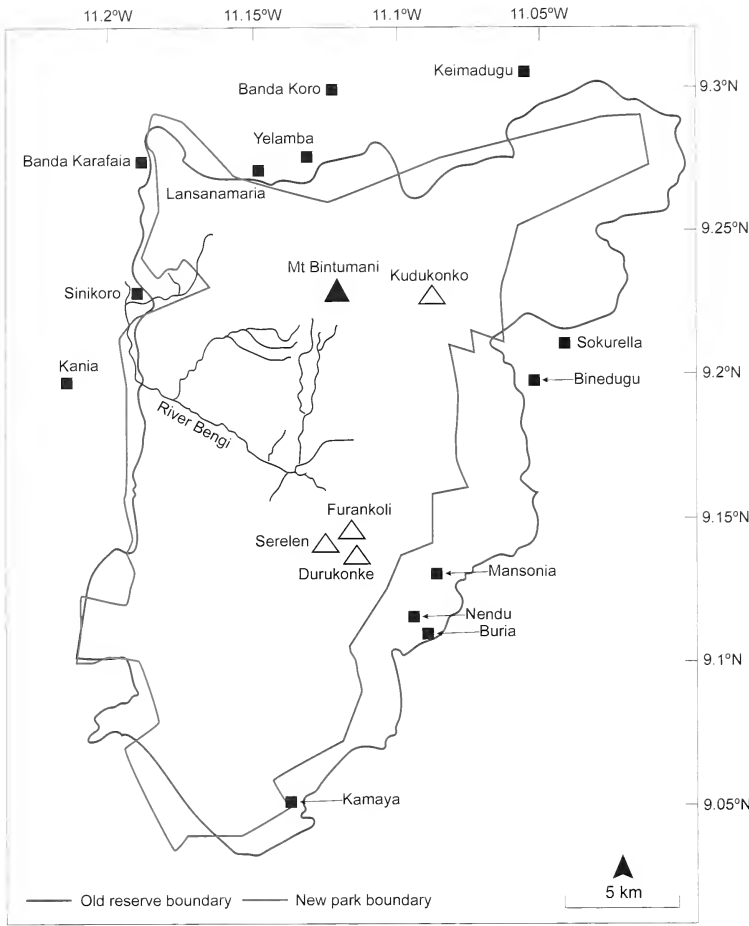 11.2°W 11.15°W 11.1°W 11.05°W
Keimadugu
9.3°N
Banda Koro
Yelamba
Banda Karafaia
Lansanamaria
9.25°N
Mt Bintumani
Kudukonko
Sinikoro
Sokurella
Kania
9.2°N
Binedugu
River Bengi
Furankoli
9.15°N
Serelen
Durukonke
Mansonia
Nendu
Buria
9.1°N
Kamaya
9.05°N
5 km
Old reserve boundary New park boundary